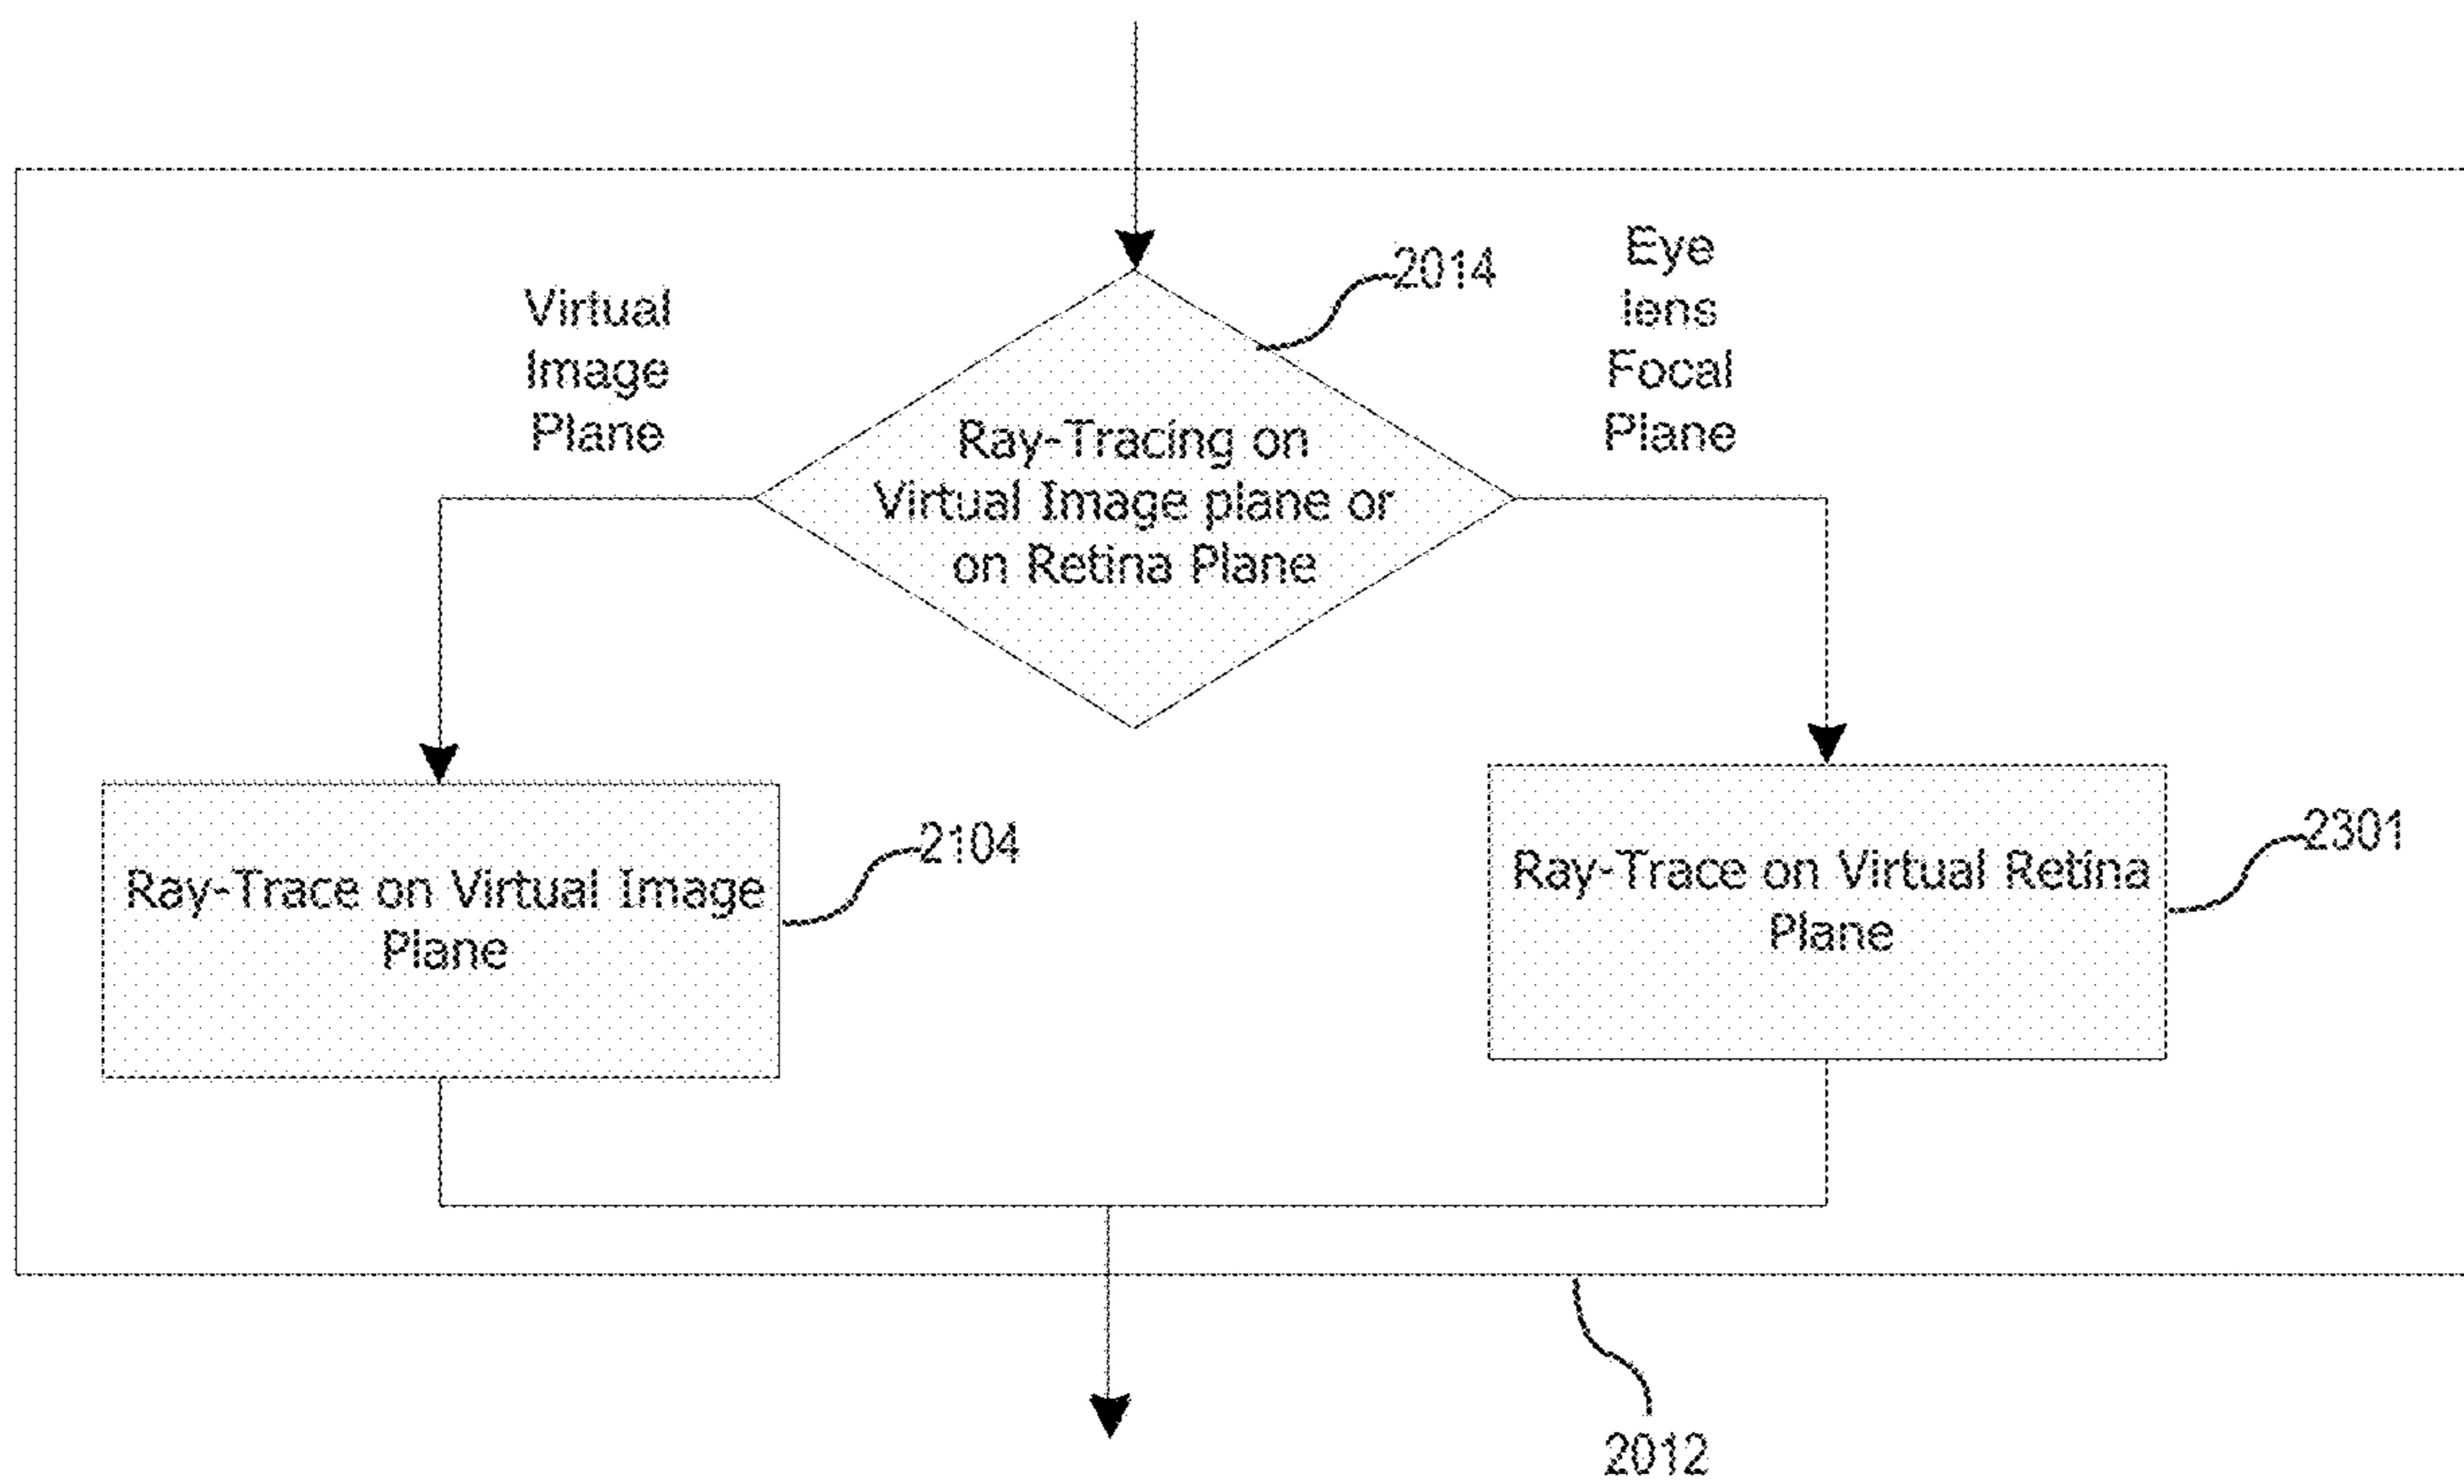 Virtual
Image
Plane
2014
Eye
lens
Focal
Plane
Ray-Tracing on
Virtual Image plane or
on Retina Plane
Ray-Trace on Virtual Image
Plane
2104
Ray-Trace on Virtual Retina
Plane
2301
2012